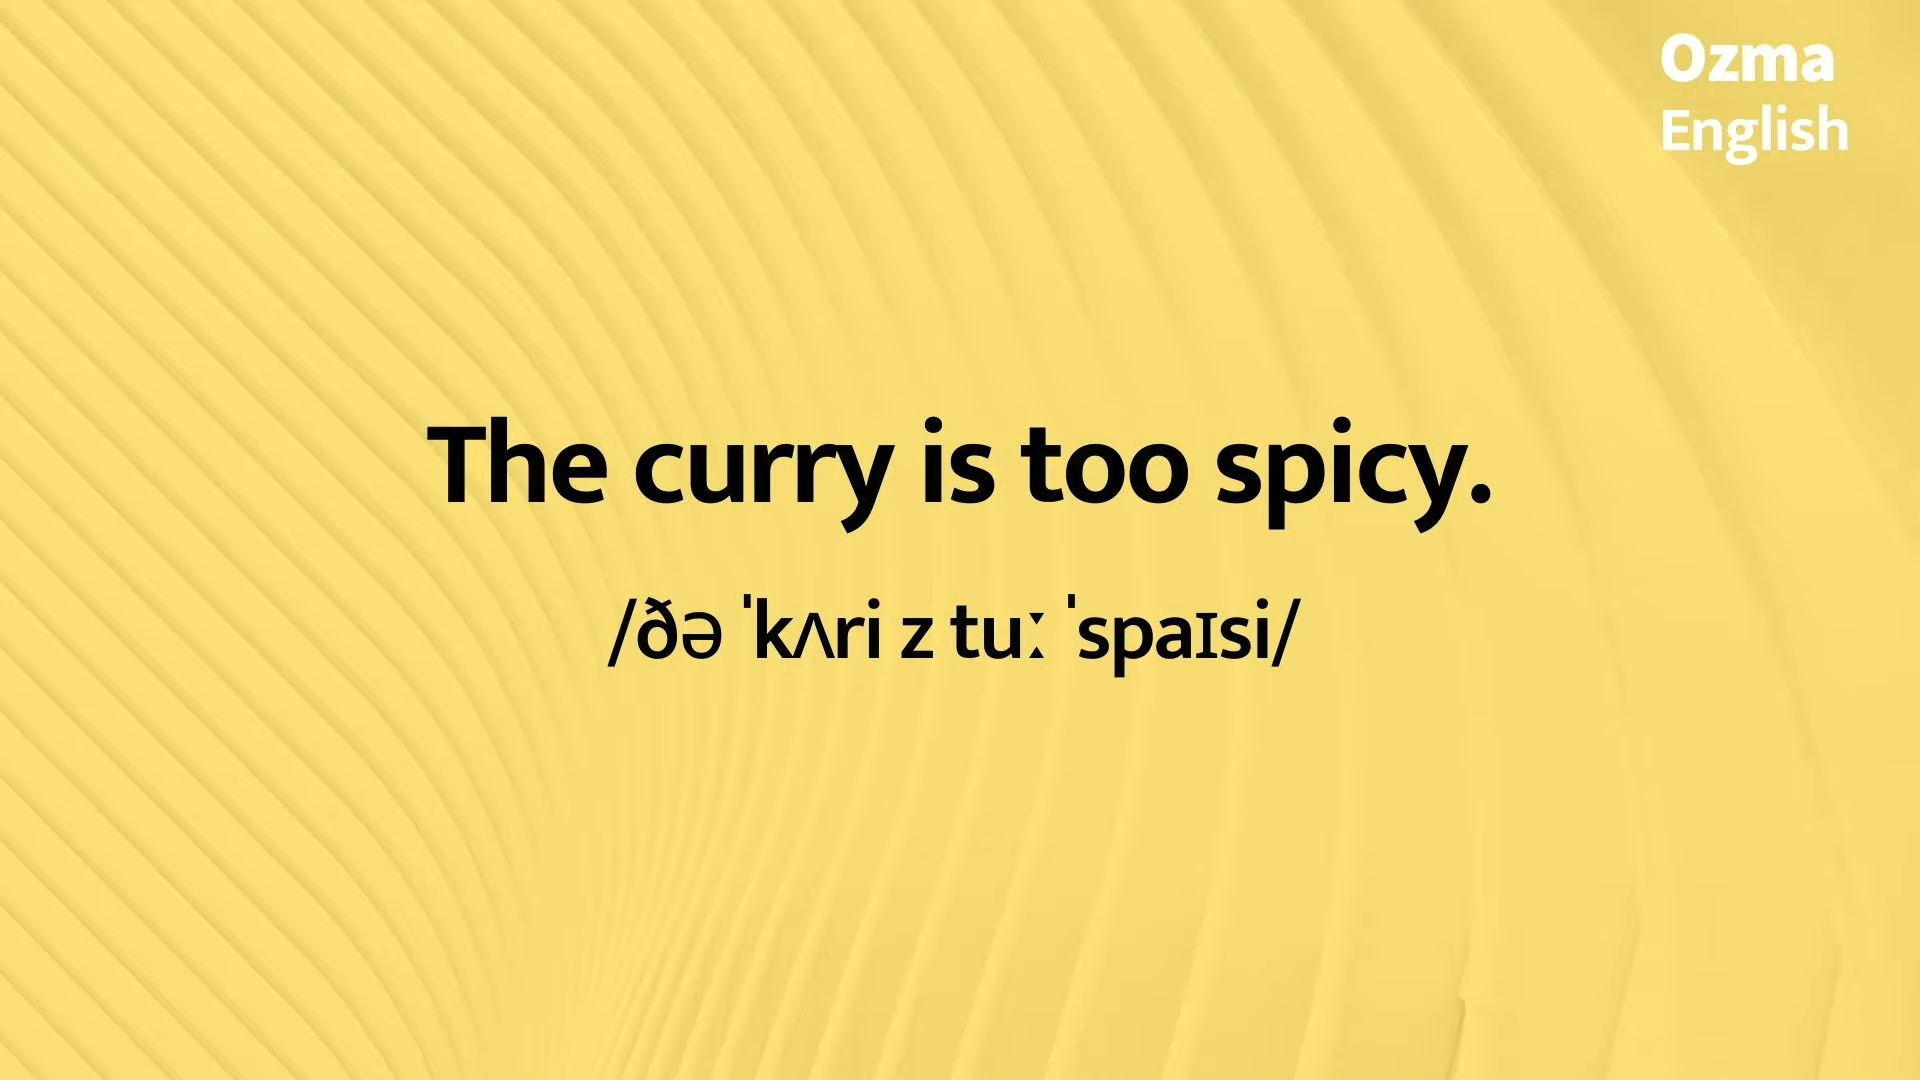 Ozma
English
The curry is too spicy.
/ðə ˈkʌri z tuː ˈspaɪsi/